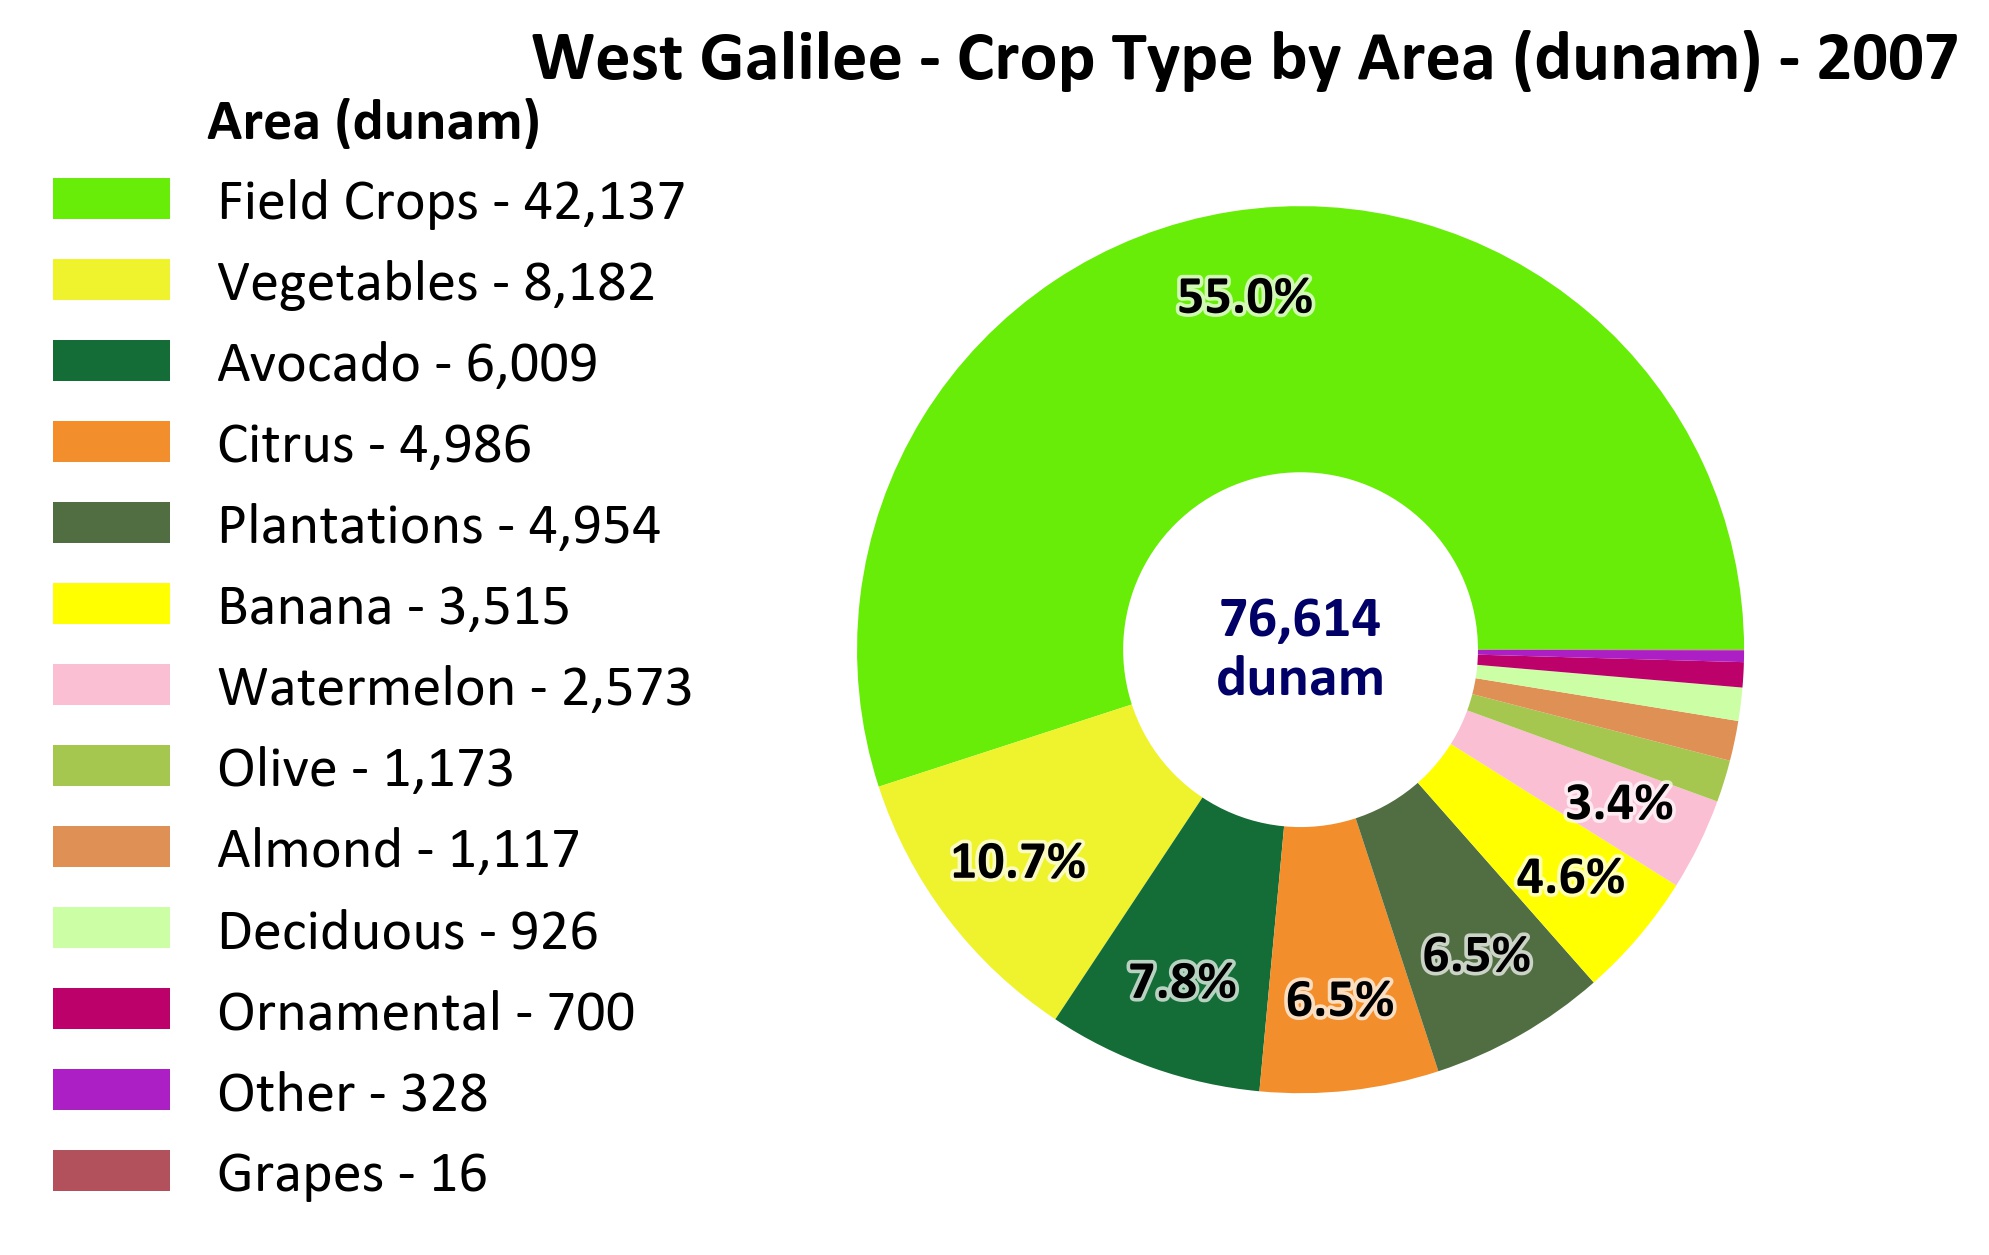 West Galilee - Crop Type by Area (dunam) - 2007
Area (dunam)
Field Crops - 42,137
Vegetables - 8,182
Avocado - 6,009
Citrus - 4,986
Plantations - 4,954
Banana - 3,515
Watermelon - 2,573
Olive - 1,173
Almond - 1,117
Deciduous - 926
Ornamental - 700
Other - 328
Grapes - 16
55.0%
10.7%
7.8%
6.5%
6.5%
4.6%
3.4%
76,614
dunam